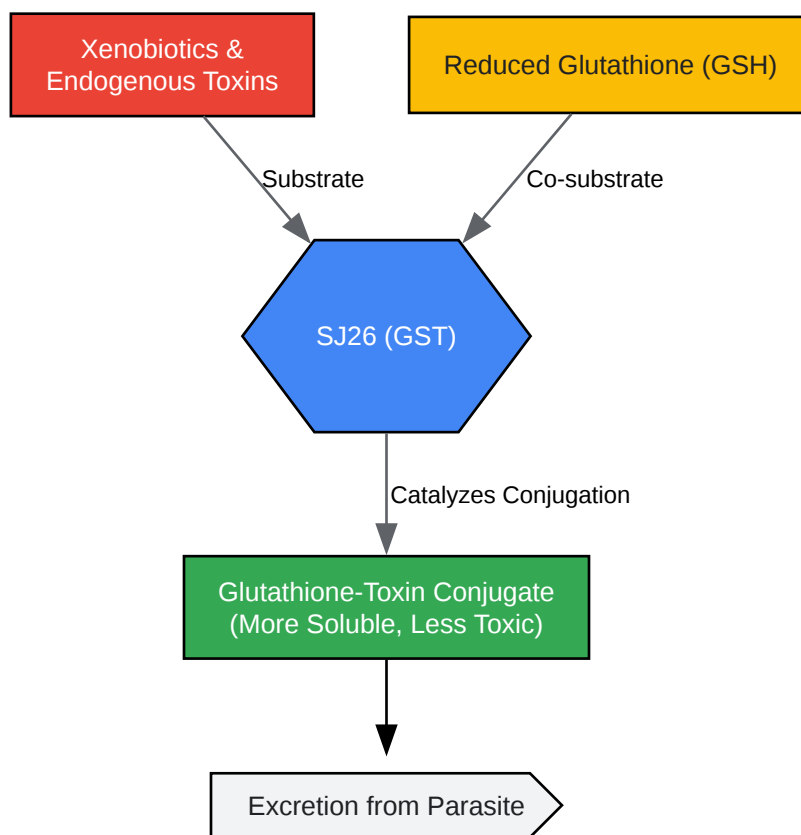 Xenobiotics &
Endogenous Toxins
Reduced Glutathione (GSH)
Substrate
Co-substrate
SJ26 (GST)
Catalyzes Conjugation
Glutathione-Toxin Conjugate
(More Soluble, Less Toxic)
Excretion from Parasite